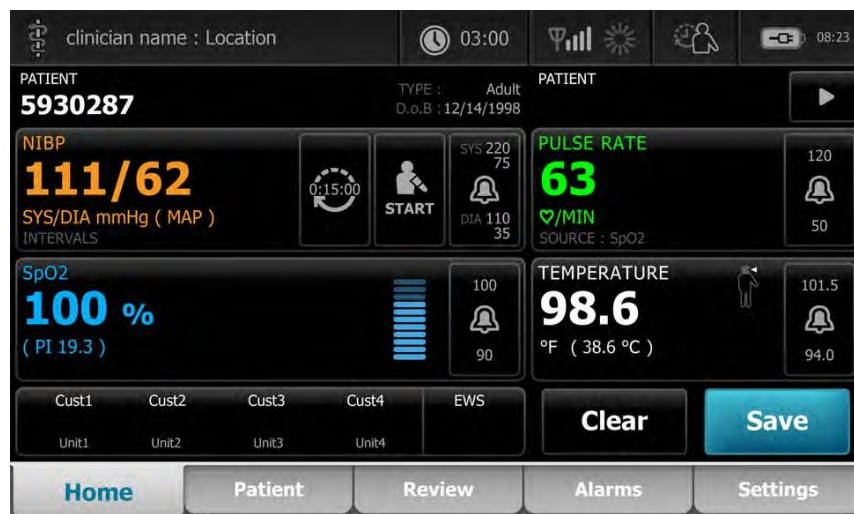 clinician name : Location
03:00
08:23
PATIENT
5930287
TYPE : Adult
D.o.B : 12/14/1998
PATIENT
NIBP
111/62
SYS/DIA mmHg ( MAP )
INTERVALS
0:15:00
START
SYS 220
75
DIA 110
35
PULSE RATE
63
♡/MIN
SOURCE : SpO2
120
50
SpO2
100 %
( PI 19.3 )
100
90
TEMPERATURE
98.6
°F ( 38.6 °C )
101.5
94.0
Cust1 Cust2 Cust3 Cust4 EWS
Unit1 Unit2 Unit3 Unit4
Clear
Save
Home Patient Review Alarms Settings